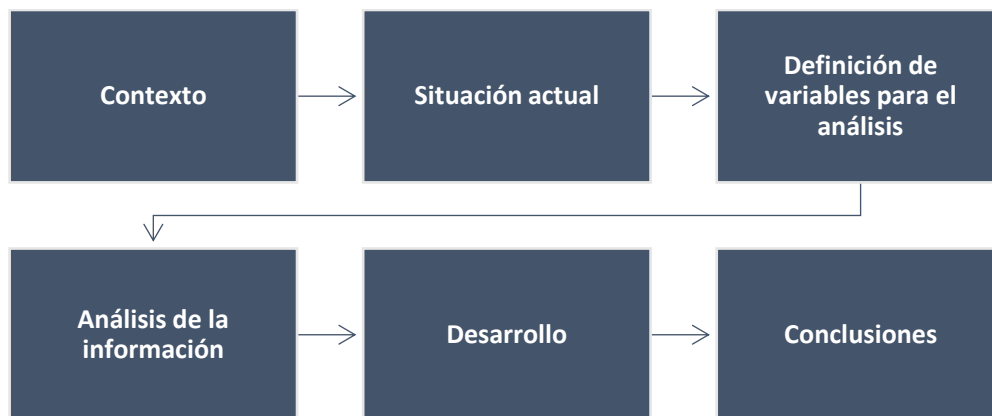 Contexto
Situación actual
Definición de
variables para el
análisis
Análisis de la
información
Desarrollo
Conclusiones